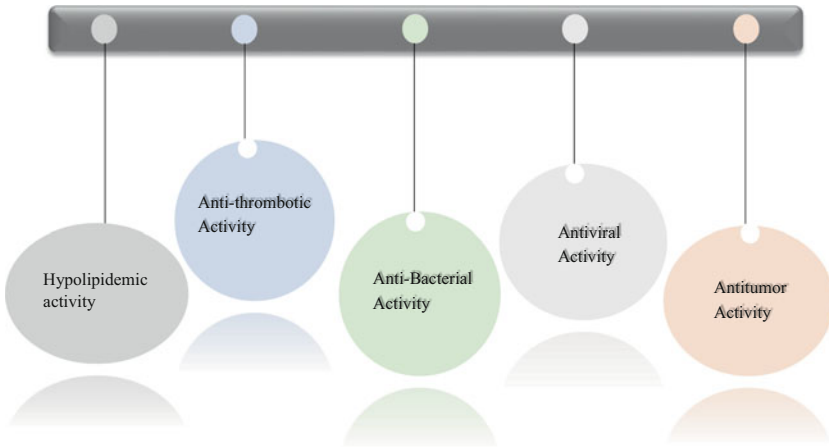 Hypolipidemic
activity
Anti-thrombotic
Activity
Anti-Bacterial
Activity
Antiviral
Activity
Antitumor
Activity